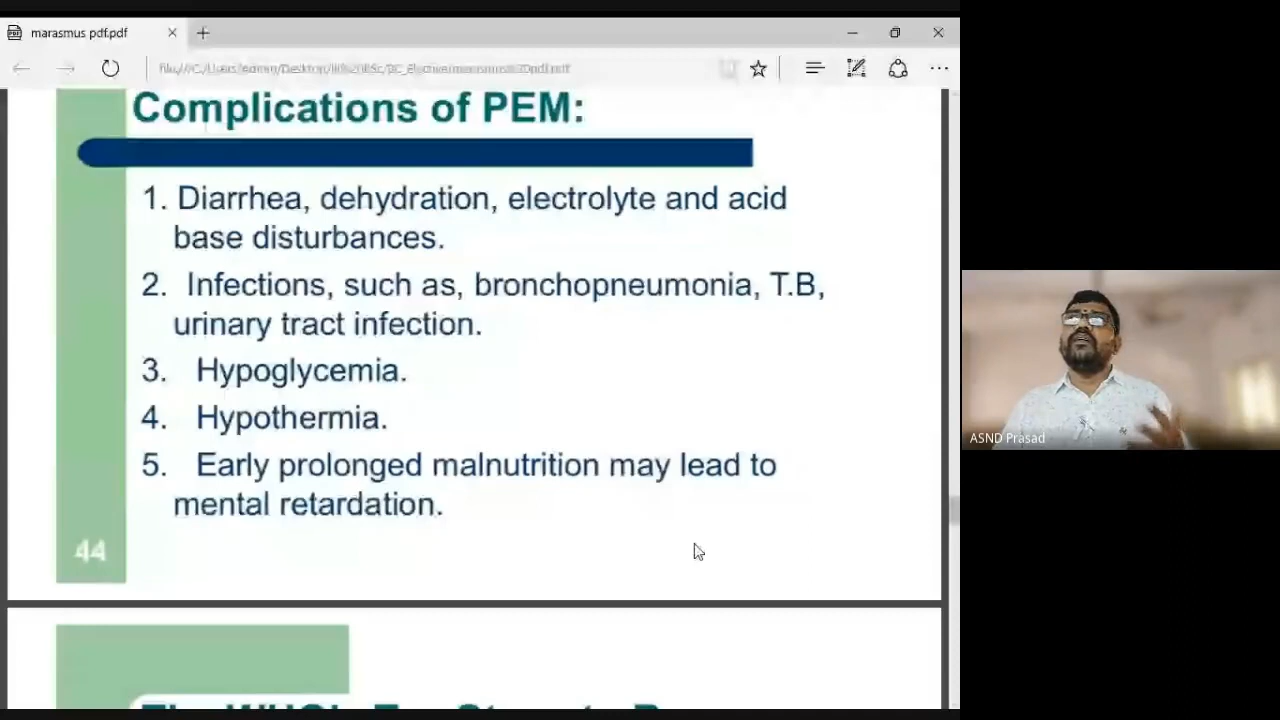 marasmus pdf.pdf
Complications of PEM:
1. Diarrhea, dehydration, electrolyte and acid
base disturbances.
2. Infections, such as, bronchopneumonia, T.B,
urinary tract infection.
3. Hypoglycemia.
4. Hypothermia.
5. Early prolonged malnutrition may lead to
mental retardation.
44
ASND Prasad